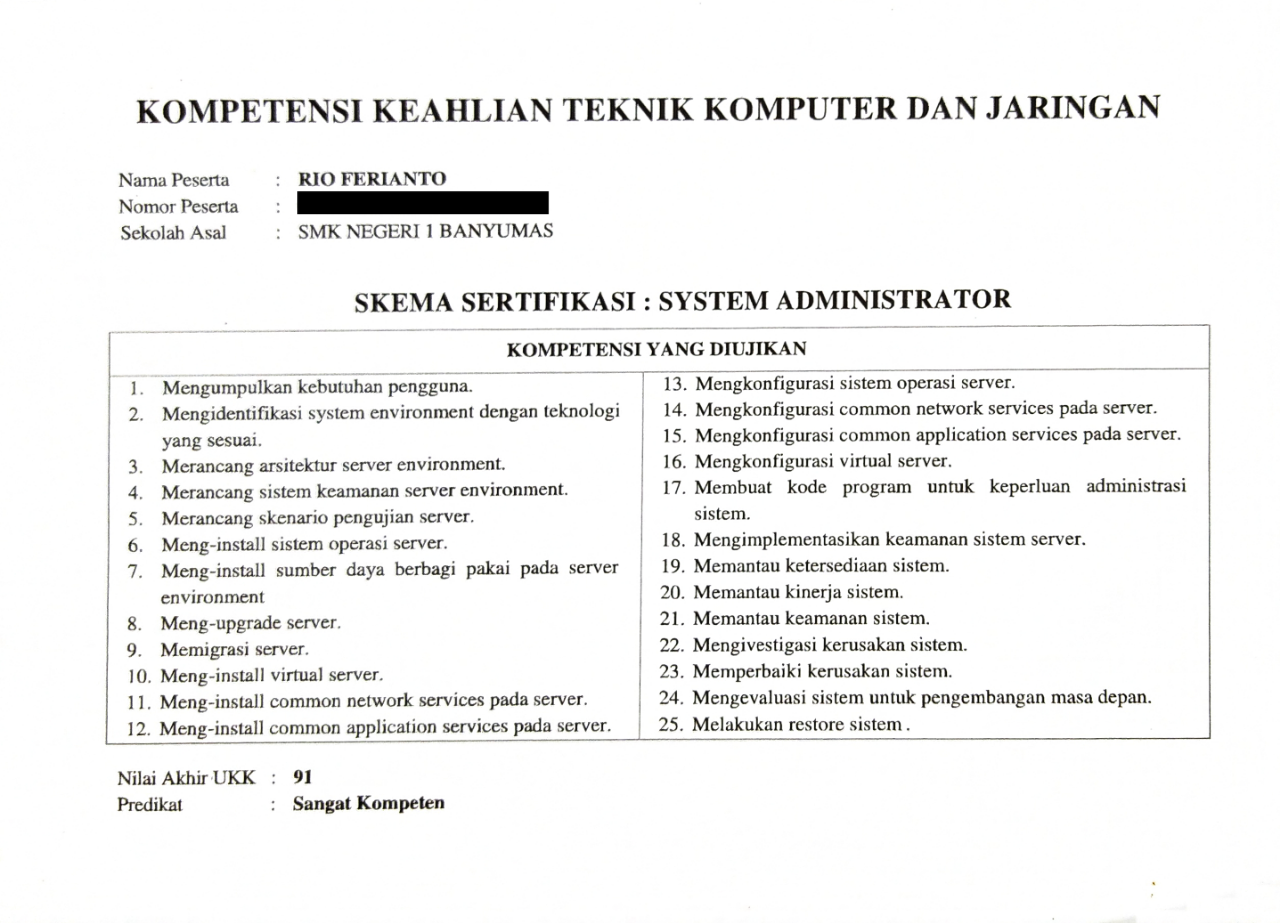 KOMPETENSI KEAHLIAN TEKNIK KOMPUTER DAN JARINGAN
Nama Peserta : RIO FERIANTO
Nomor Peserta :
Sekolah Asal : SMK NEGERI 1 BANYUMAS
SKEMA SERTIFIKASI : SYSTEM ADMINISTRATOR
KOMPETENSI YANG DIUJIKAN
1. Mengumpulkan kebutuhan pengguna.
2. Mengidentifikasi system environment dengan teknologi
yang sesuai.
3. Merancang arsitektur server environment.
4. Merancang sistem keamanan server environment.
5. Merancang skenario pengujian server.
6. Meng-install sistem operasi server.
7. Meng-install sumber daya berbagi pakai pada server
environment
8. Meng-upgrade server.
9. Memigrasi server.
10. Meng-install virtual server.
11. Meng-install common network services pada server.
12. Meng-install common application services pada server.
13. Mengkonfigurasi sistem operasi server.
14. Mengkonfigurasi common network services pada server.
15. Mengkonfigurasi common application services pada server.
16. Mengkonfigurasi virtual server.
17. Membuat kode program untuk keperluan administrasi
sistem.
18. Mengimplementasikan keamanan sistem server.
19. Memantau ketersediaan sistem.
20. Memantau kinerja sistem.
21. Memantau keamanan sistem.
22. Mengivestigasi kerusakan sistem.
23. Memperbaiki kerusakan sistem.
24. Mengevaluasi sistem untuk pengembangan masa depan.
25. Melakukan restore sistem .
Nilai Akhir UKK : 91
Predikat : Sangat Kompeten